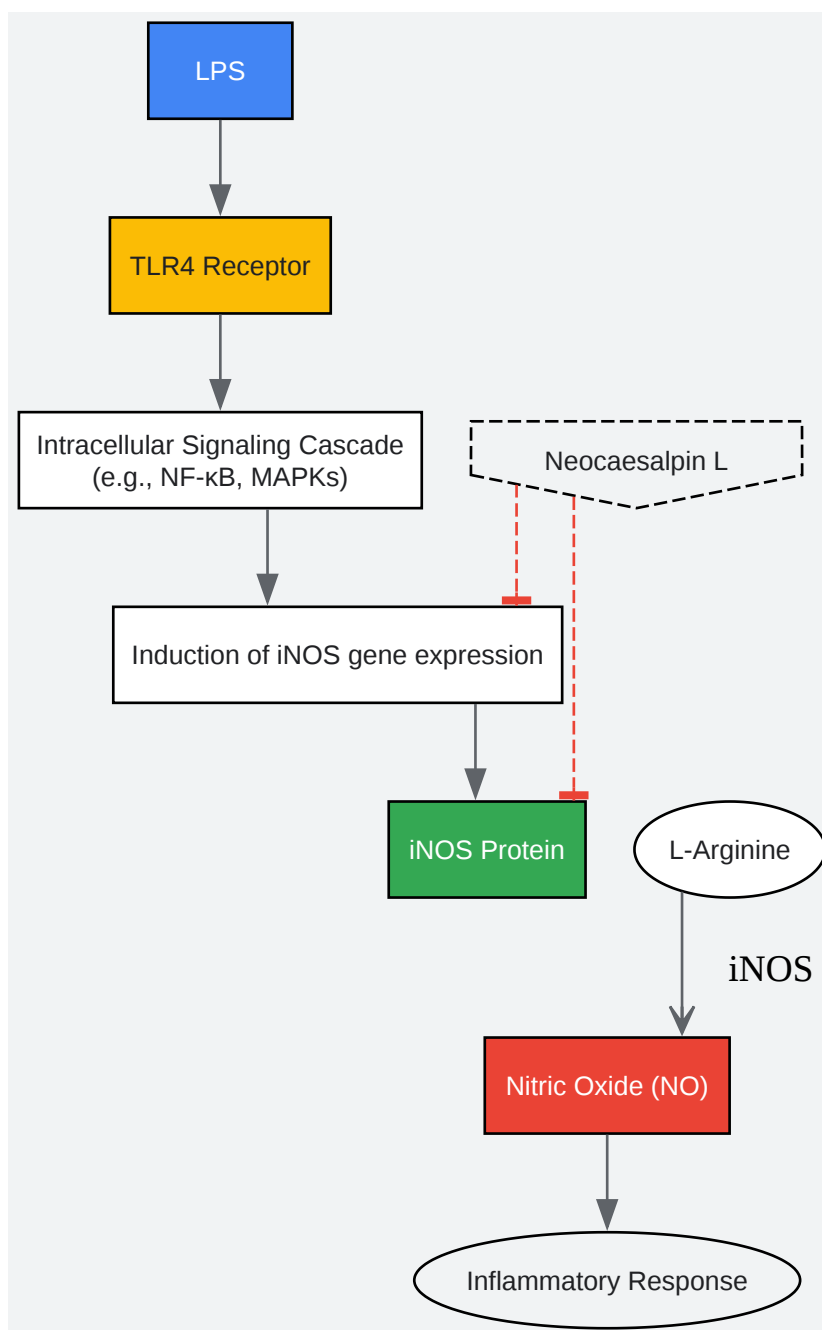 LPS
TLR4 Receptor
Intracellular Signaling Cascade
(e.g., NF-κB, MAPKs)
Neocaesalpin L
Induction of iNOS gene expression
iNOS Protein
L-Arginine
iNOS
Nitric Oxide (NO)
Inflammatory Response